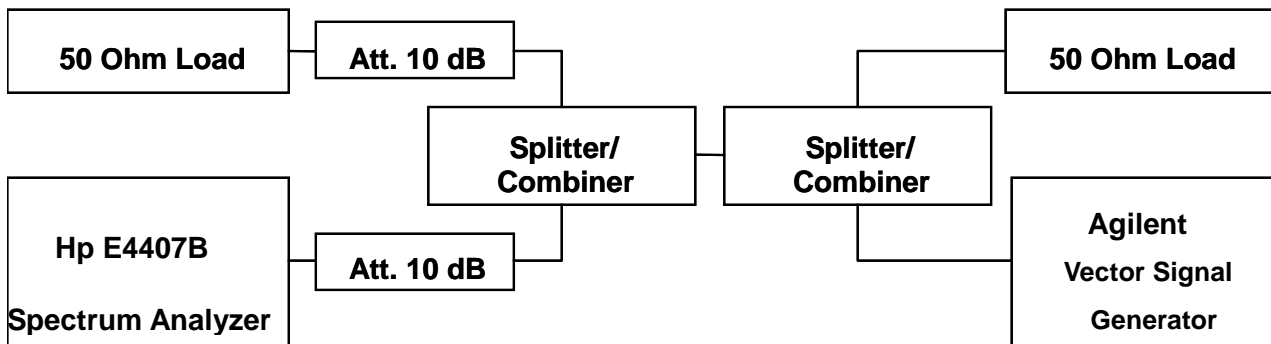 50 Ohm Load
Att. 10 dB
50 Ohm Load
Splitter/
Combiner
Splitter/
Combiner
Hp E4407B
Spectrum Analyzer
Att. 10 dB
Agilent
Vector Signal
Generator